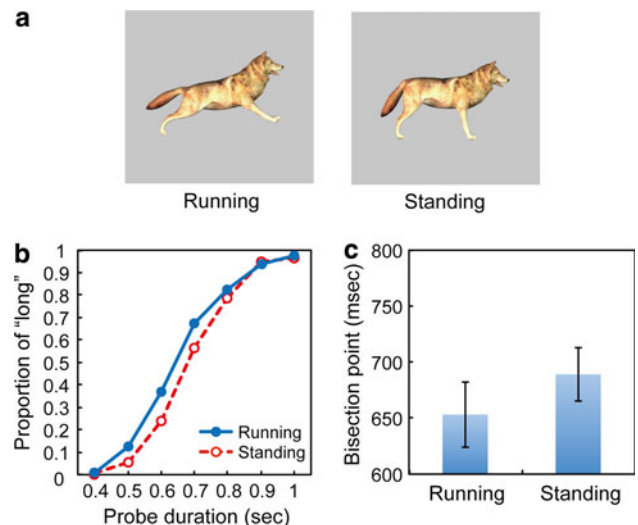 a
Running Standing
b
Proportion of "long"
1
0.9
0.8
0.7
0.6
0.5
0.4
0.3
0.2
0.1
0
Running
Standing
0.4 0.5 0.6 0.7 0.8 0.9 1
Probe duration (sec)
c
Bisection point (msec)
800
750
700
650
600
Running Standing